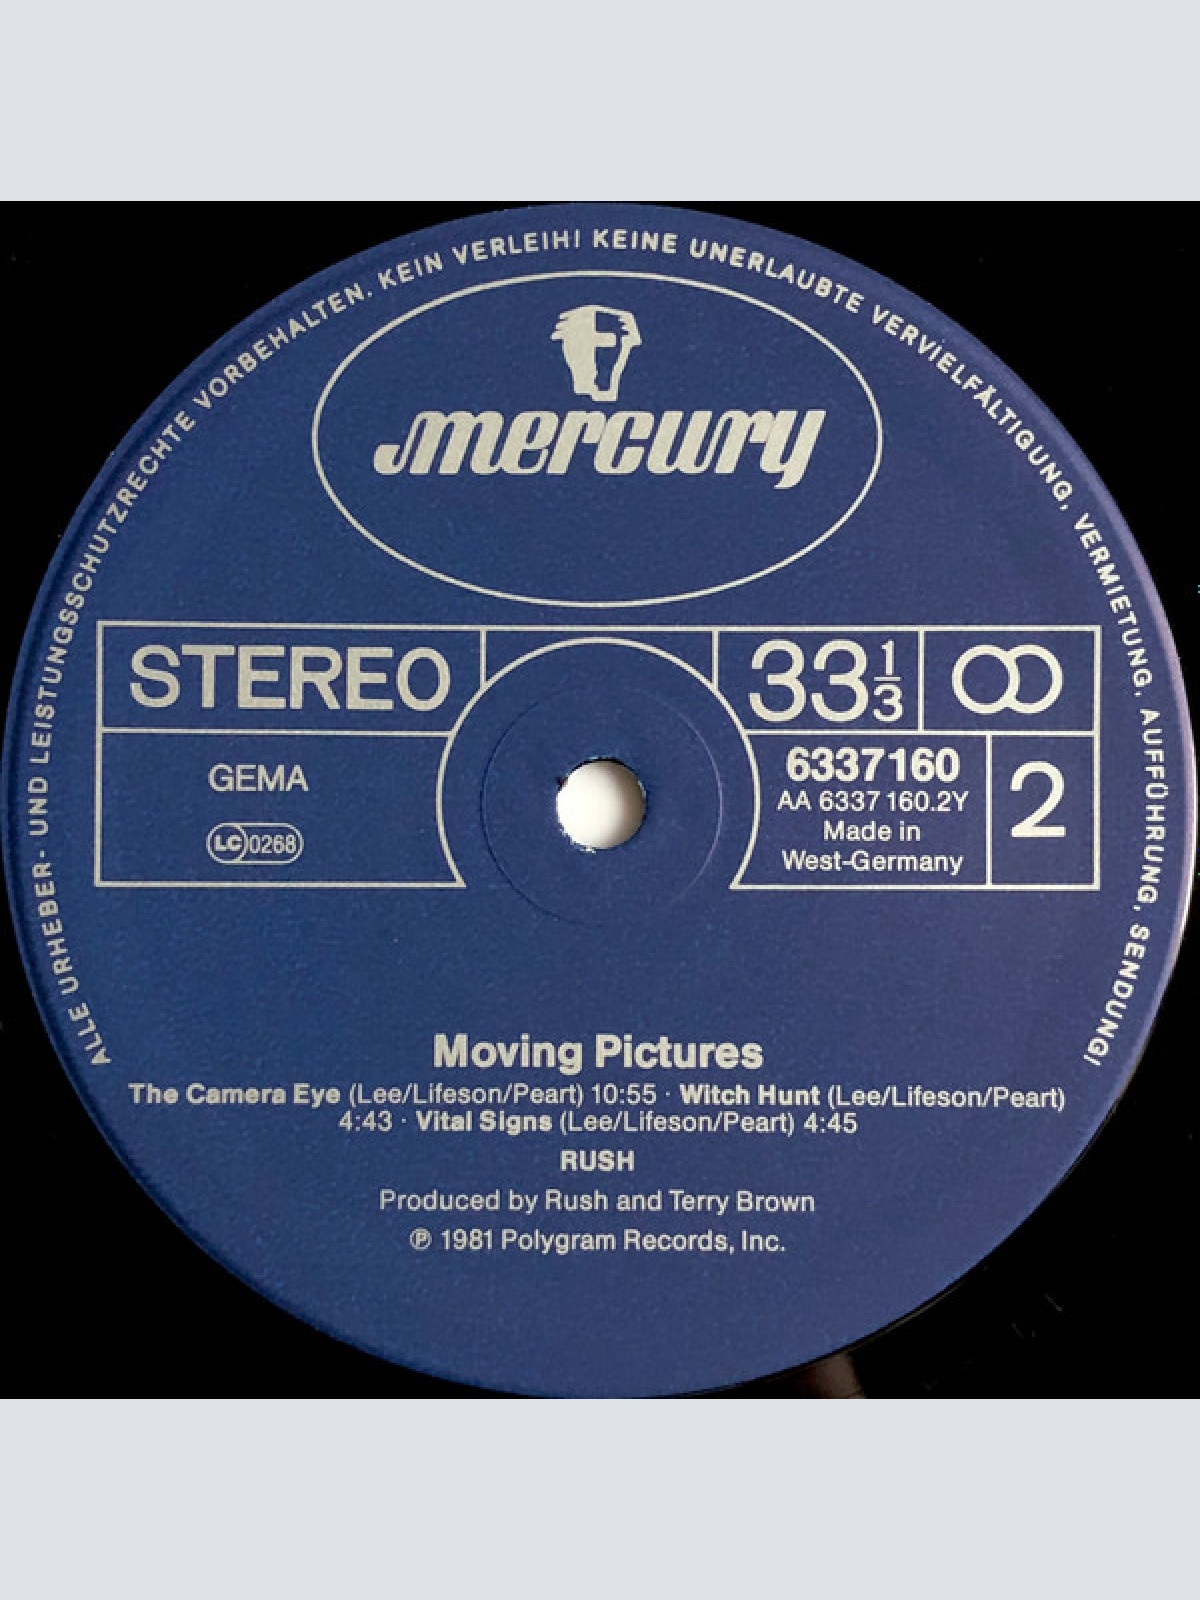 ALLE URHEBER- UND LEISTUNGSSCHUTZRECHTE VORBEHALTEN. KEIN VERLEIH! KEINE UNERLAUBTE VERVIELFÄLTIGUNG, VERMIETUNG, AUFFÜHRUNG, SENDUNG!
mercury
STEREO
33 1/3
GEMA
LC 0268
6337160
AA 6337 160.2Y
Made in
West-Germany
2
Moving Pictures
The Camera Eye (Lee/Lifeson/Peart) 10:55 · Witch Hunt (Lee/Lifeson/Peart)
4:43 · Vital Signs (Lee/Lifeson/Peart) 4:45
RUSH
Produced by Rush and Terry Brown
℗ 1981 Polygram Records, Inc.